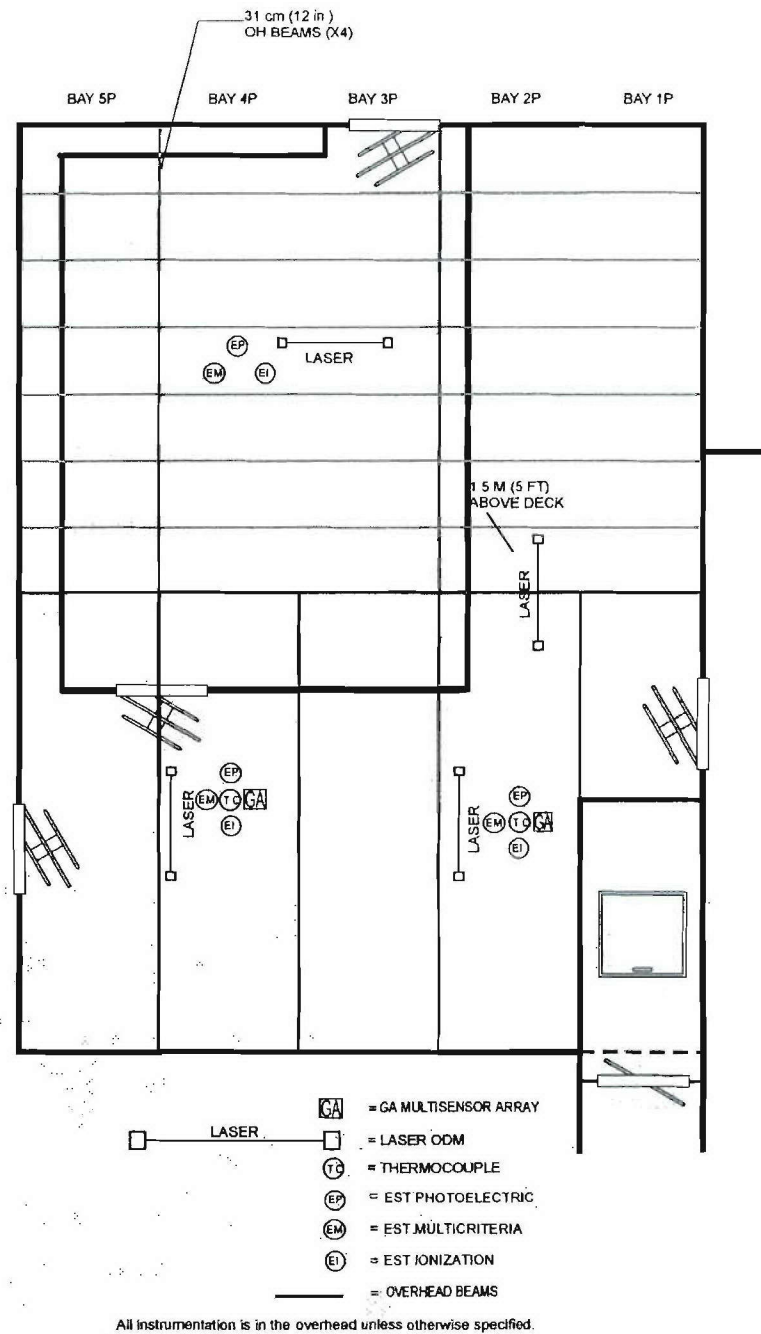 31 cm (12 in )
OH BEAMS (X4)
BAY 5P BAY 4P BAY 3P BAY 2P BAY 1P
EP
LASER
EM EI
1 5 M (5 FT)
ABOVE DECK
LASER
EP
LASER
EM TC GA
EI
EP
LASER
EM TC GA
EI
GA = GA MULTISENSOR ARRAY
LASER = LASER ODM
TC = THERMOCOUPLE
EP = EST PHOTOELECTRIC
EM = EST MULTICRITERIA
EI = EST IONIZATION
= OVERHEAD BEAMS
All instrumentation is in the overhead unless otherwise specified.